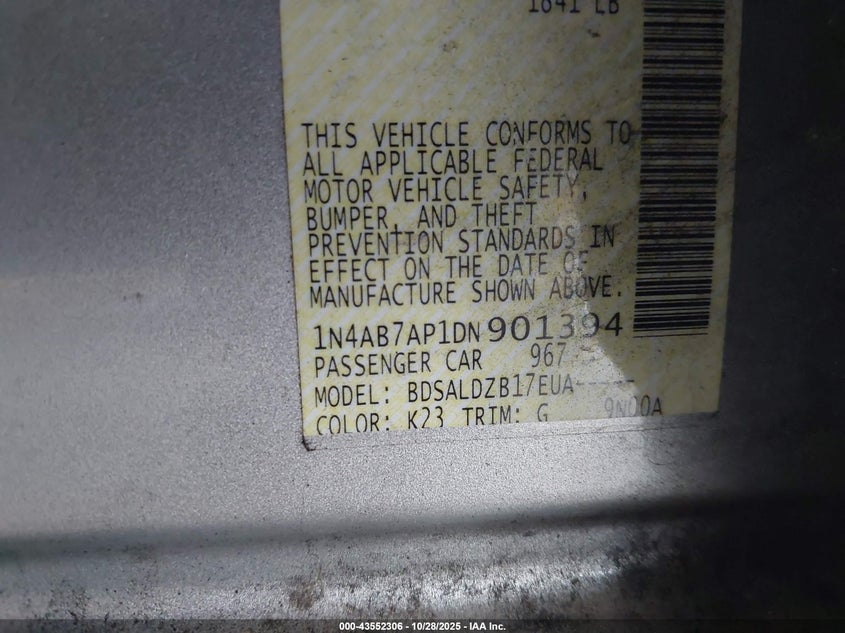 1841 LB
THIS VEHICLE CONFORMS TO
ALL APPLICABLE FEDERAL
MOTOR VEHICLE SAFETY,
BUMPER, AND THEFT
PREVENTION STANDARDS IN
EFFECT ON THE DATE OF
MANUFACTURE SHOWN ABOVE.
1N4AB7AP1DN901394
PASSENGER CAR 967
MODEL: BDSALDZB17EUA-----
COLOR: K23 TRIM: G 9N00A
000-43552306 - 10/28/2025 - IAA Inc.